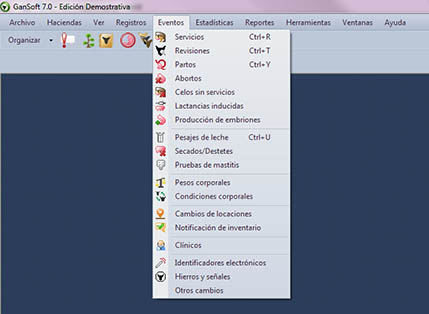 GanSoft 7.0 - Edición Demostrativa
Archivo Haciendas Ver Registros Eventos Estadísticas Reportes Herramientas Ventanas Ayuda
Organizar
Servicios Ctrl+R
Revisiones Ctrl+T
Partos Ctrl+Y
Abortos
Celos sin servicios
Lactancias inducidas
Producción de embriones
Pesajes de leche Ctrl+U
Secados/Destetes
Pruebas de mastitis
Pesos corporales
Condiciones corporales
Cambios de locaciones
Notificación de inventario
Clínicos
Identificadores electrónicos
Hierros y señales
Otros cambios